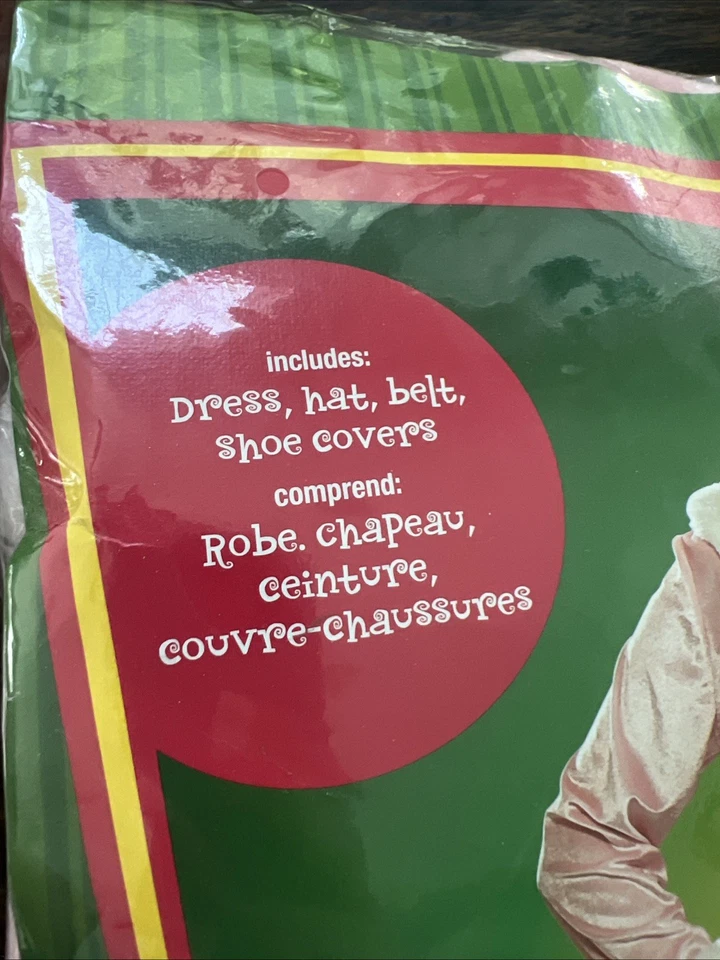 includes:
Dress, hat, belt,
shoe covers
comprend:
Robe. chapeau,
ceinture,
couvre-chaussures